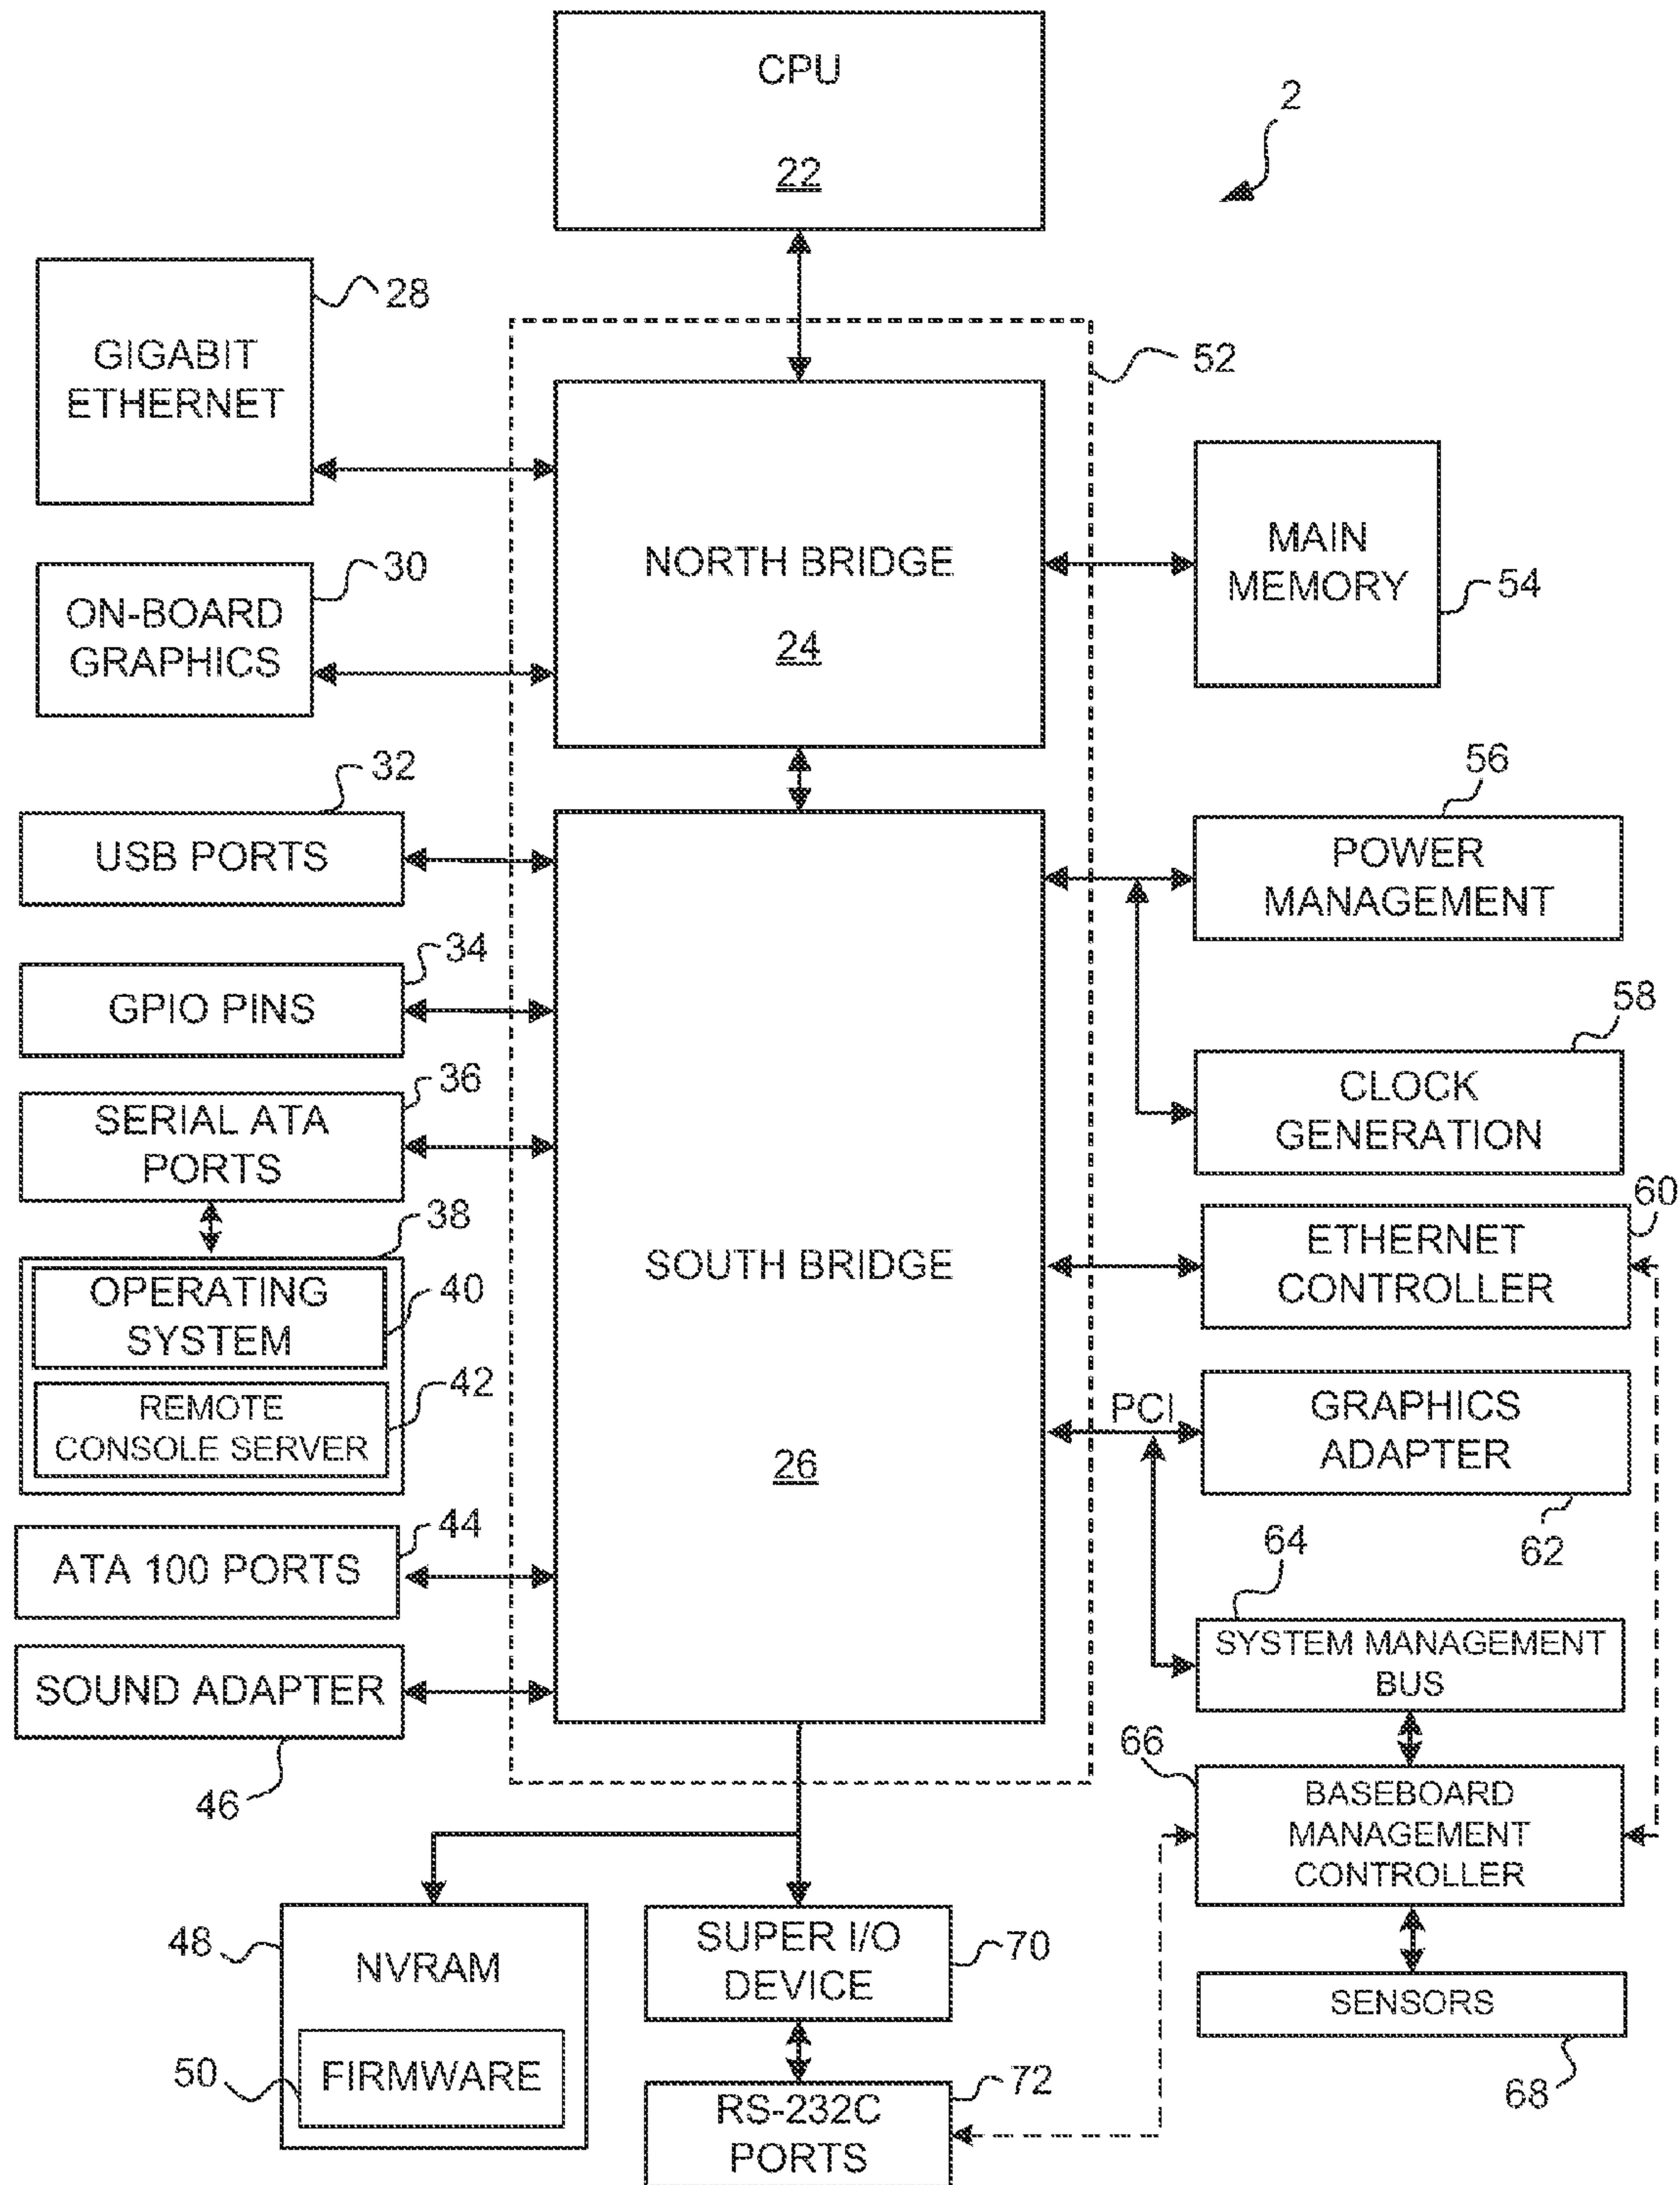 CPU
22
2
GIGABIT
ETHERNET
28
52
NORTH BRIDGE
24
MAIN
MEMORY
54
ON-BOARD
GRAPHICS
30
USB PORTS
32
POWER
MANAGEMENT
56
GPIO PINS
34
SERIAL ATA
PORTS
36
CLOCK
GENERATION
58
SOUTH BRIDGE
26
ETHERNET
CONTROLLER
60
38
OPERATING
SYSTEM
40
REMOTE
CONSOLE SERVER
42
PCI
GRAPHICS
ADAPTER
62
ATA 100 PORTS
44
64
SYSTEM MANAGEMENT
BUS
SOUND ADAPTER
46
66
BASEBOARD
MANAGEMENT
CONTROLLER
48
NVRAM
50
FIRMWARE
SUPER I/O
DEVICE
70
SENSORS
68
RS-232C
PORTS
72